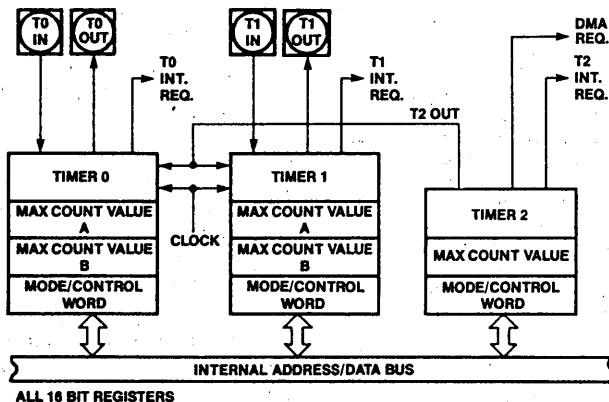 T0 IN
T0 OUT
T1 IN
T1 OUT
DMA REQ.
T0 INT. REQ.
T1 INT. REQ.
T2 INT. REQ.
T2 OUT
TIMER 0
MAX COUNT VALUE A
MAX COUNT VALUE B
MODE/CONTROL WORD
CLOCK
TIMER 1
MAX COUNT VALUE A
MAX COUNT VALUE B
MODE/CONTROL WORD
TIMER 2
MAX COUNT VALUE
MODE/CONTROL WORD
INTERNAL ADDRESS/DATA BUS
ALL 16 BIT REGISTERS